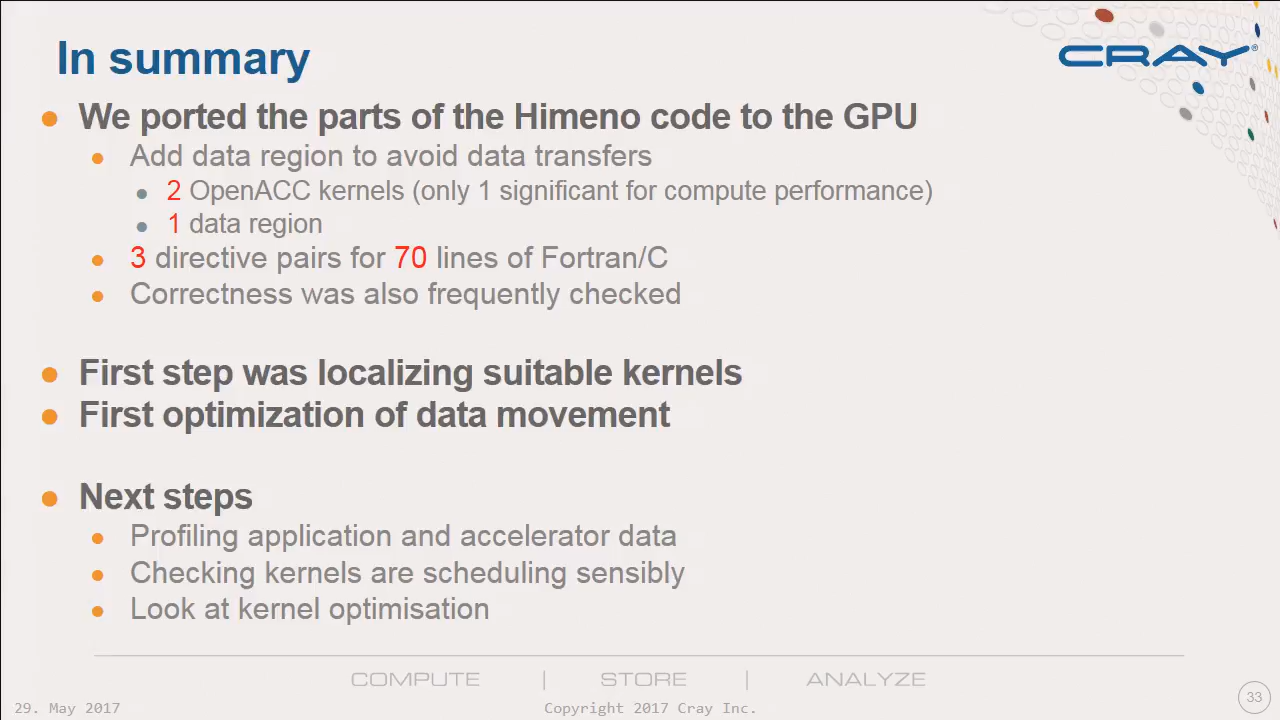 In summary
CRAY®
• We ported the parts of the Himeno code to the GPU
• Add data region to avoid data transfers
• 2 OpenACC kernels (only 1 significant for compute performance)
• 1 data region
• 3 directive pairs for 70 lines of Fortran/C
• Correctness was also frequently checked
• First step was localizing suitable kernels
• First optimization of data movement
• Next steps
• Profiling application and accelerator data
• Checking kernels are scheduling sensibly
• Look at kernel optimisation
COMPUTE | STORE | ANALYZE
29. May 2017 Copyright 2017 Cray Inc. 33